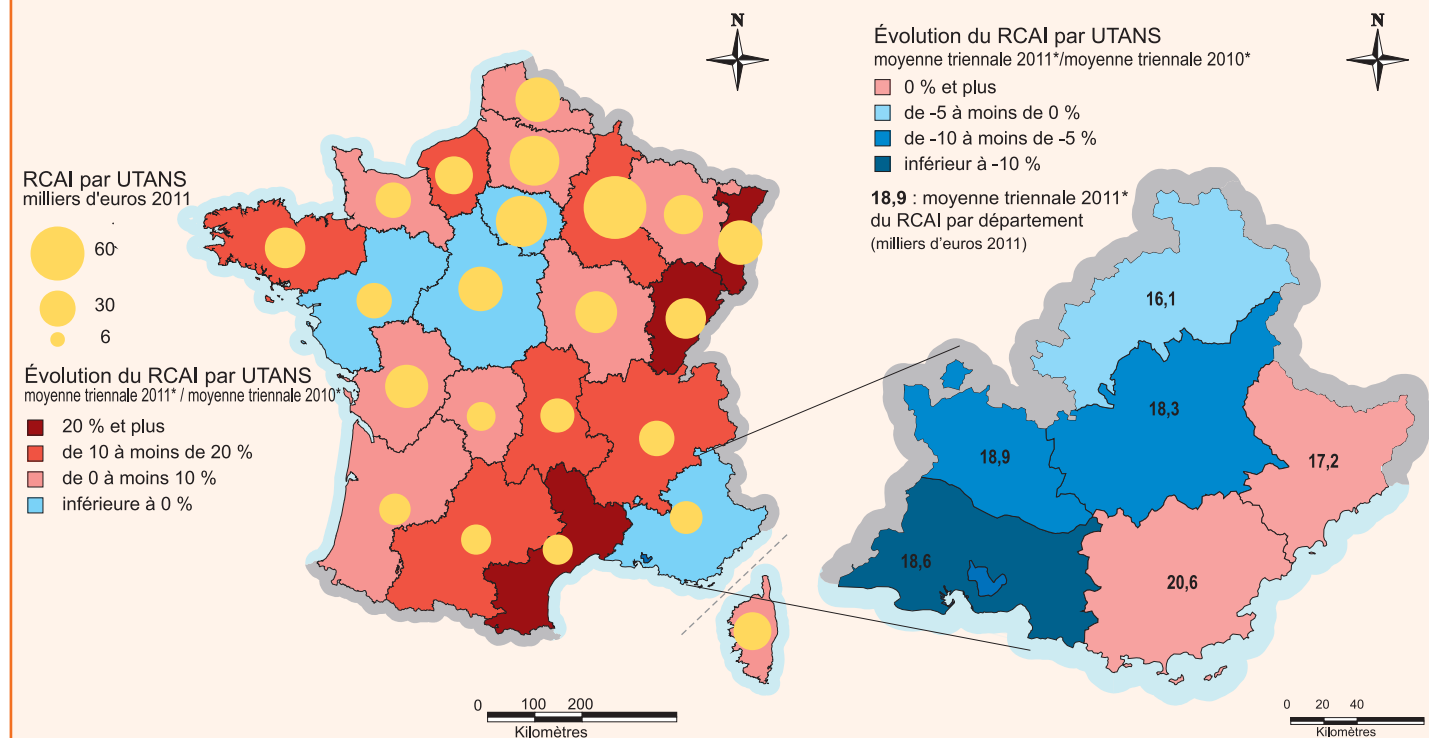 N
RCAI par UTANS
milliers d'euros 2011
60
30
6
Évolution du RCAI par UTANS
moyenne triennale 2011* / moyenne triennale 2010*
20 % et plus
de 10 à moins de 20 %
de 0 à moins 10 %
inférieure à 0 %
0 100 200
Kilomètres
Évolution du RCAI par UTANS
moyenne triennale 2011*/moyenne triennale 2010*
0 % et plus
de -5 à moins de 0 %
de -10 à moins de -5 %
inférieur à -10 %
18,9 : moyenne triennale 2011*
du RCAI par département
(milliers d'euros 2011)
N
16,1
18,3
18,9
17,2
18,6
20,6
0 20 40
Kilomètres